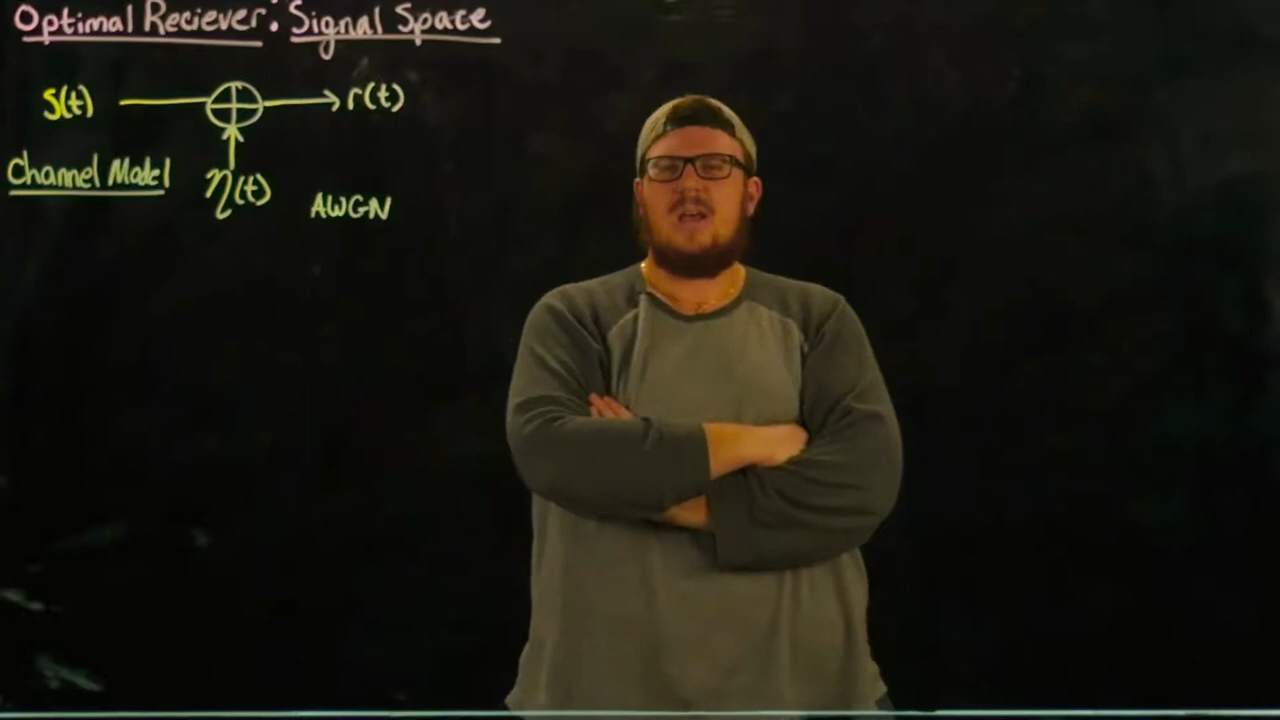 Optimal Reciever: Signal Space
S(t) r(t)
Channel Model η(t) AWGN